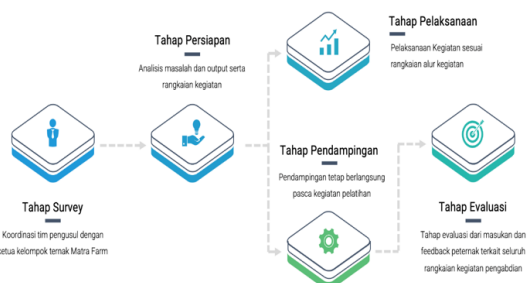 Tahap Survey
Koordinasi tim pengusul dengan
ketua kelompok ternak Matra Farm
Tahap Persiapan
Analisis masalah dan output serta
rangkaian kegiatan
Tahap Pelaksanaan
Pelaksanaan Kegiatan sesuai
rangkaian alur kegiatan
Tahap Pendampingan
Pendampingan tetap berlangsung
pasca kegiatan pelatihan
Tahap Evaluasi
Tahap evaluasi dari masukan dan
feedback peternak terkait seluruh
rangkaian kegiatan pengabdian